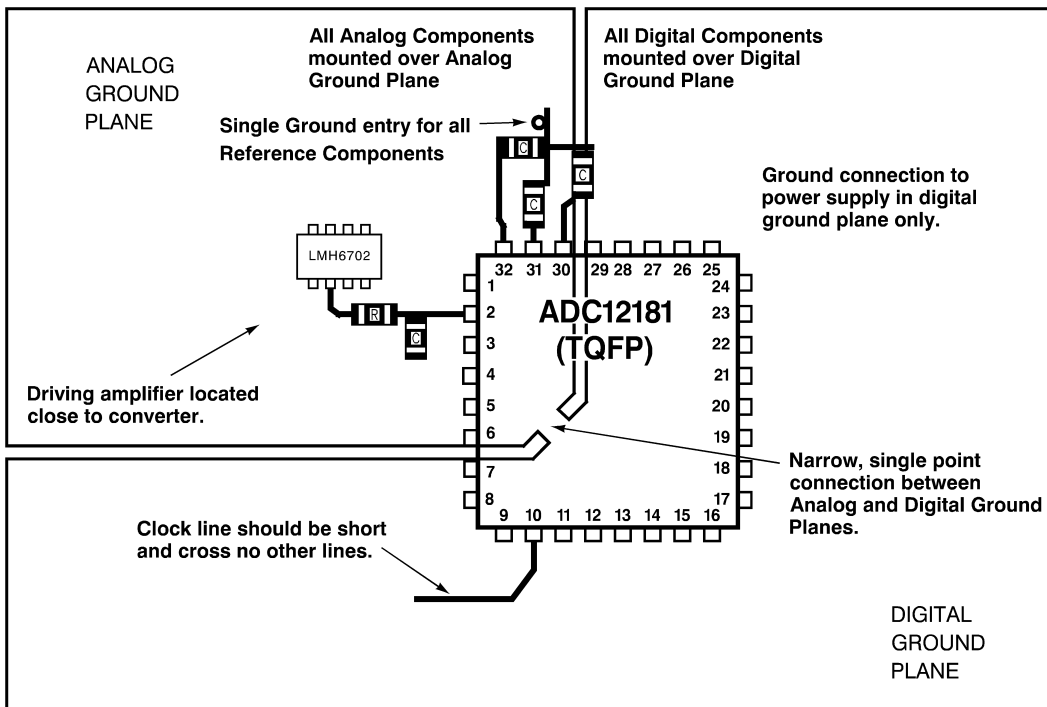 ANALOG
GROUND
PLANE
All Analog Components
mounted over Analog
Ground Plane
All Digital Components
mounted over Digital
Ground Plane
Single Ground entry for all
Reference Components
C
C
C
Ground connection to
power supply in digital
ground plane only.
LMH6702
R
C
32 31 30 29 28 27 26 25
1
2
3
4
5
6
7
8
24
23
22
21
20
19
18
17
ADC12181
(TQFP)
9 10 11 12 13 14 15 16
Driving amplifier located
close to converter.
Narrow, single point
connection between
Analog and Digital Ground
Planes.
Clock line should be short
and cross no other lines.
DIGITAL
GROUND
PLANE